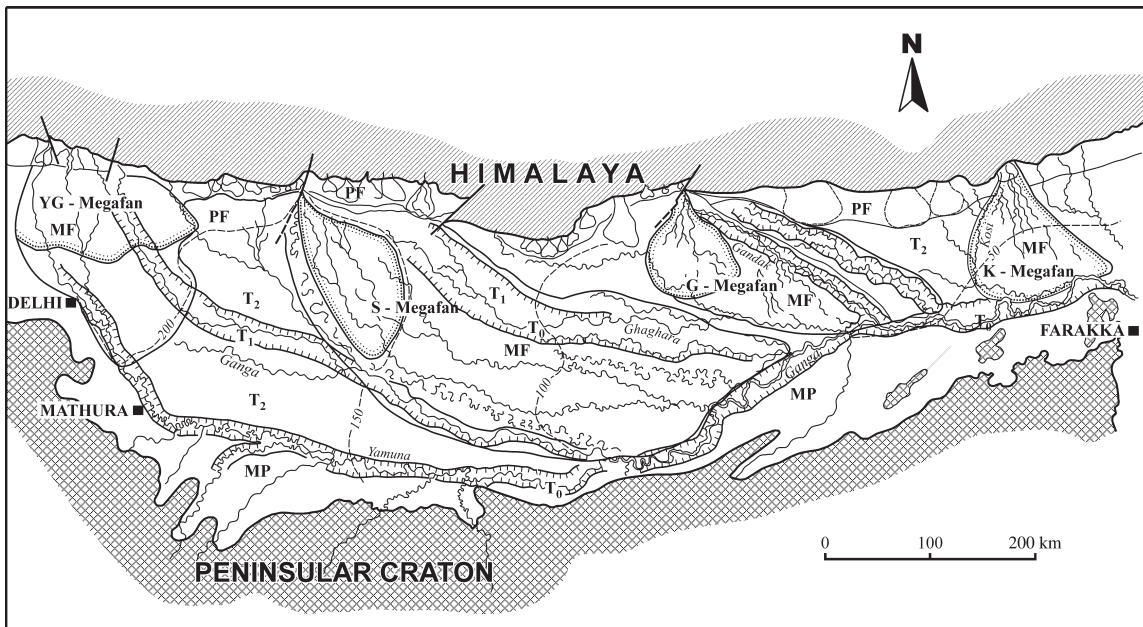 N
HIMALAYA
YG - Megafan
MF
PF
PF
PF
T2
MF
K - Megafan
Kosi
Gandak
G - Megafan
MF
DELHI
200
T2
T1
S - Megafan
T1
T0
Ghaghara
MF
100
T0
FARAKKA
Ganga
Ganga
MP
MATHURA
T2
150
Yamuna
MP
T0
0 100 200 km
PENINSULAR CRATON